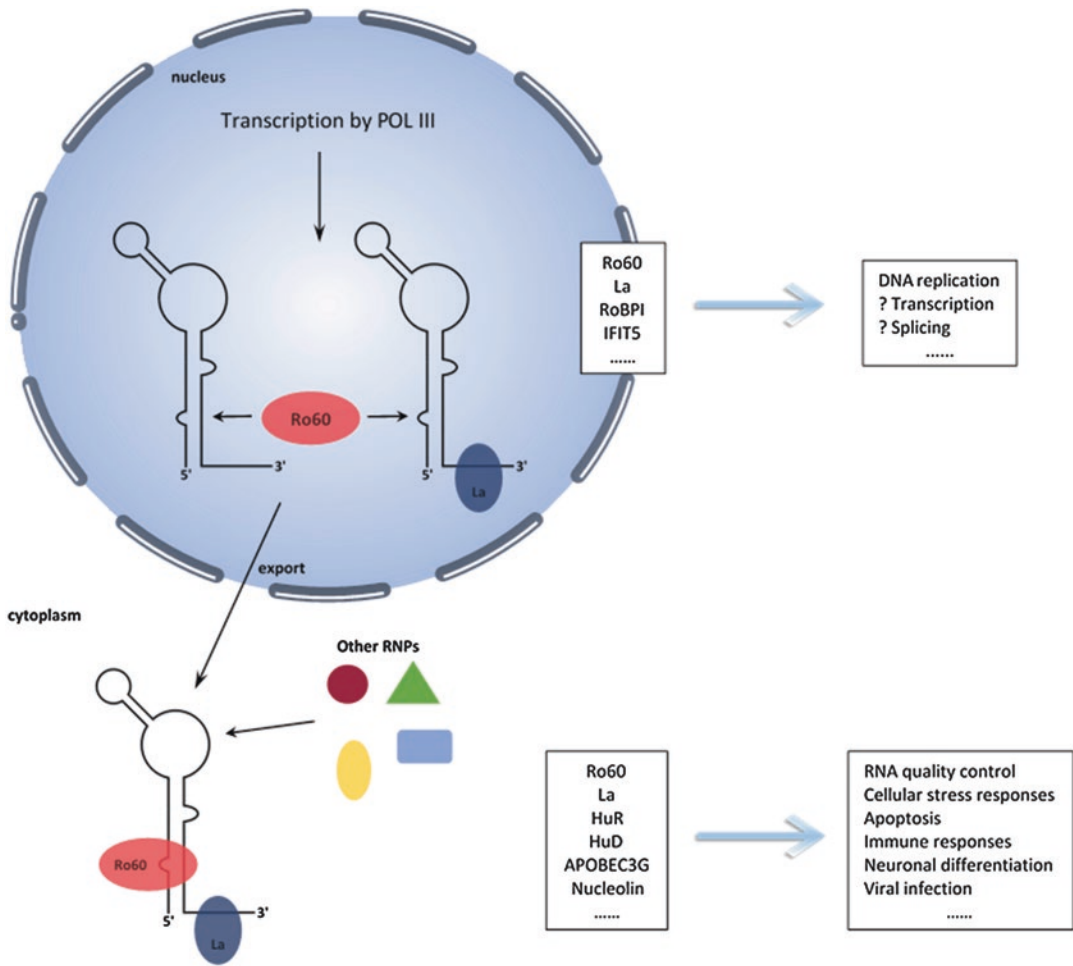 nucleus
Transcription by POL III
Ro60
La
RoBPI
IFIT5
......
DNA replication
? Transcription
? Splicing
......
Ro60
5'
3'
5'
3'
La
export
cytoplasm
Other RNPs
Ro60
5'
3'
La
Ro60
La
HuR
HuD
APOBEC3G
Nucleolin
......
RNA quality control
Cellular stress responses
Apoptosis
Immune responses
Neuronal differentiation
Viral infection
......